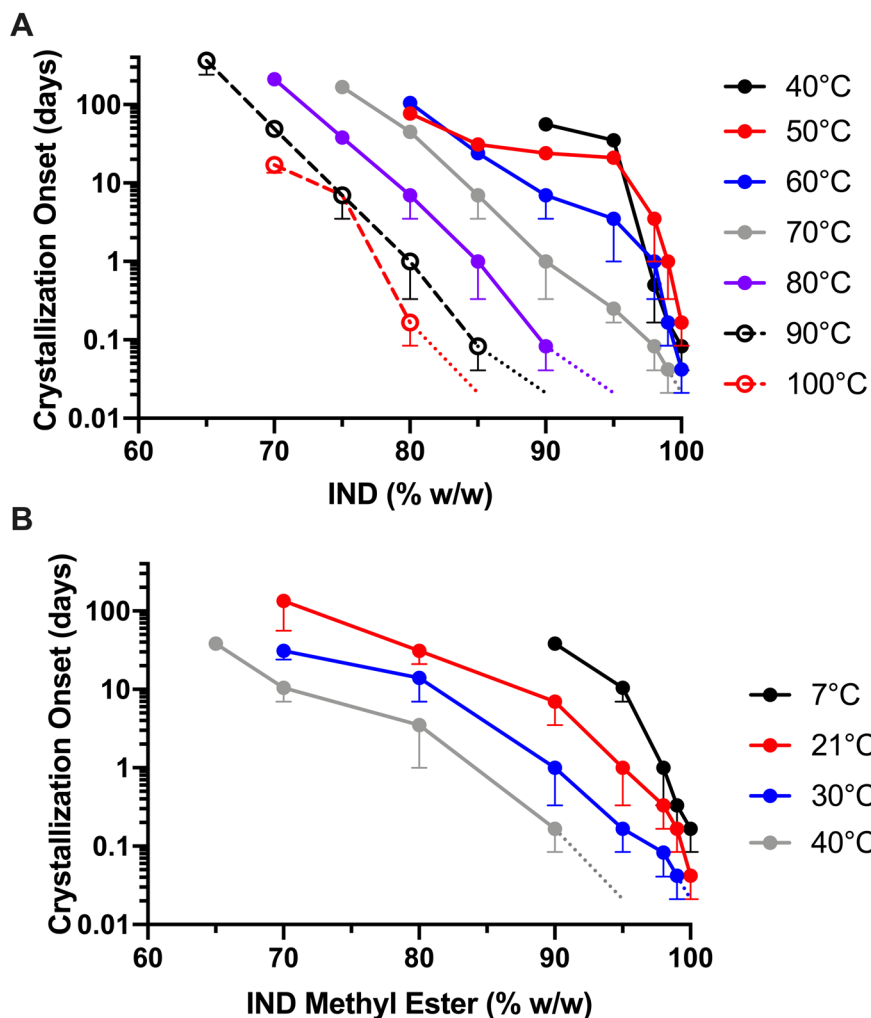 A
Crystallization Onset (days)
100
10
1
0.1
0.01
60
70
80
90
100
IND (% w/w)
40°C
50°C
60°C
70°C
80°C
90°C
100°C
B
Crystallization Onset (days)
100
10
1
0.1
0.01
60
70
80
90
100
IND Methyl Ester (% w/w)
7°C
21°C
30°C
40°C